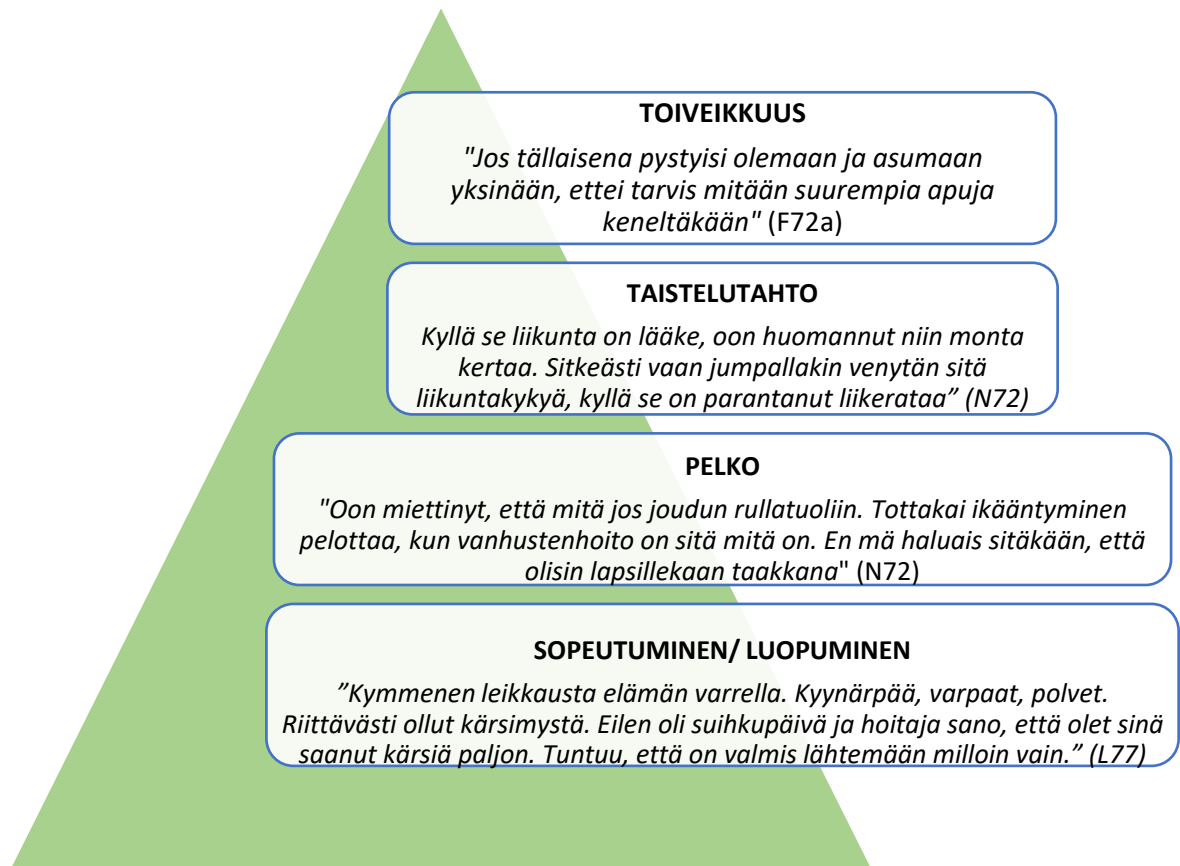 TOIVEIKKUUS
"Jos tällaisena pystyisi olemaan ja asumaan
yksinään, ettei tarvis mitään suurempia apuja
keneltäkään" (F72a)
TAISTELUTAHTO
Kyllä se liikunta on lääke, oon huomannut niin monta
kertaa. Sitkeästi vaan jumpallakin venytän sitä
liikuntakykyä, kyllä se on parantanut liikerataa” (N72)
PELKO
"Oon miettinyt, että mitä jos joudun rullatuoliin. Tottakai ikääntyminen
pelottaa, kun vanhustenhoito on sitä mitä on. En mä haluais sitäkään, että
olisin lapsillekaan taakkana" (N72)
SOPEUTUMINEN/ LUOPUMINEN
”Kymmenen leikkausta elämän varrella. Kyynärpää, varpaat, polvet.
Riittävästi ollut kärsimystä. Eilen oli suihkupäivä ja hoitaja sano, että olet sinä
saanut kärsiä paljon. Tuntuu, että on valmis lähtemään milloin vain.” (L77)